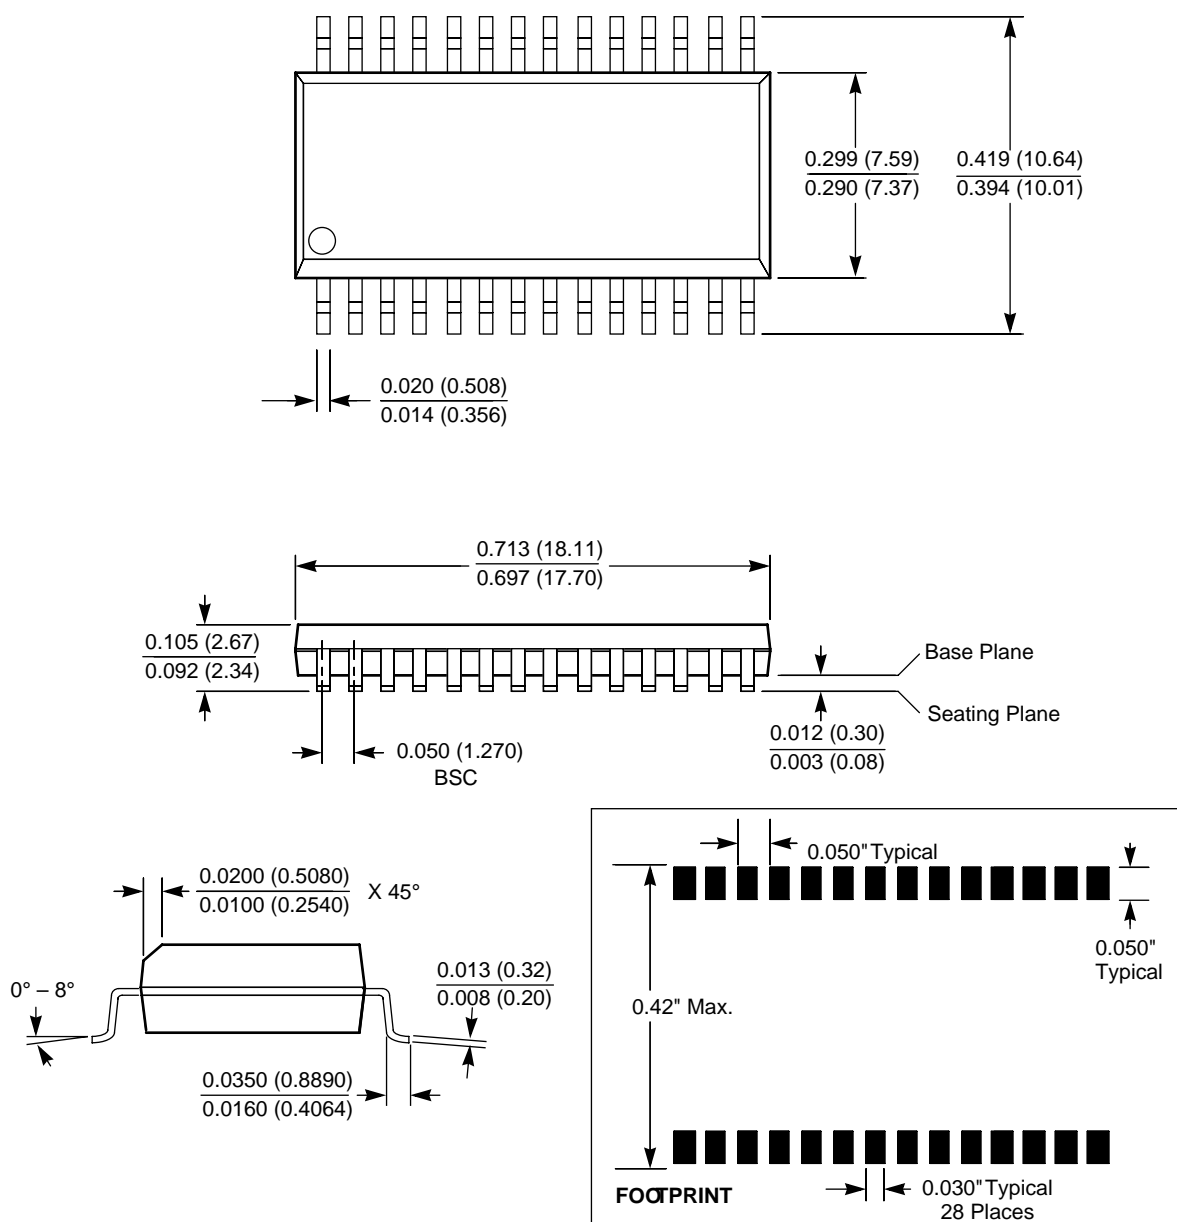 0.299 (7.59)
0.290 (7.37)
0.419 (10.64)
0.394 (10.01)
0.020 (0.508)
0.014 (0.356)
0.713 (18.11)
0.697 (17.70)
0.105 (2.67)
0.092 (2.34)
Base Plane
Seating Plane
0.012 (0.30)
0.003 (0.08)
0.050 (1.270)
BSC
0.0200 (0.5080)
0.0100 (0.2540)
X 45°
0° – 8°
0.013 (0.32)
0.008 (0.20)
0.0350 (0.8890)
0.0160 (0.4064)
0.050" Typical
0.050"
Typical
0.42" Max.
FOOTPRINT
0.030" Typical
28 Places